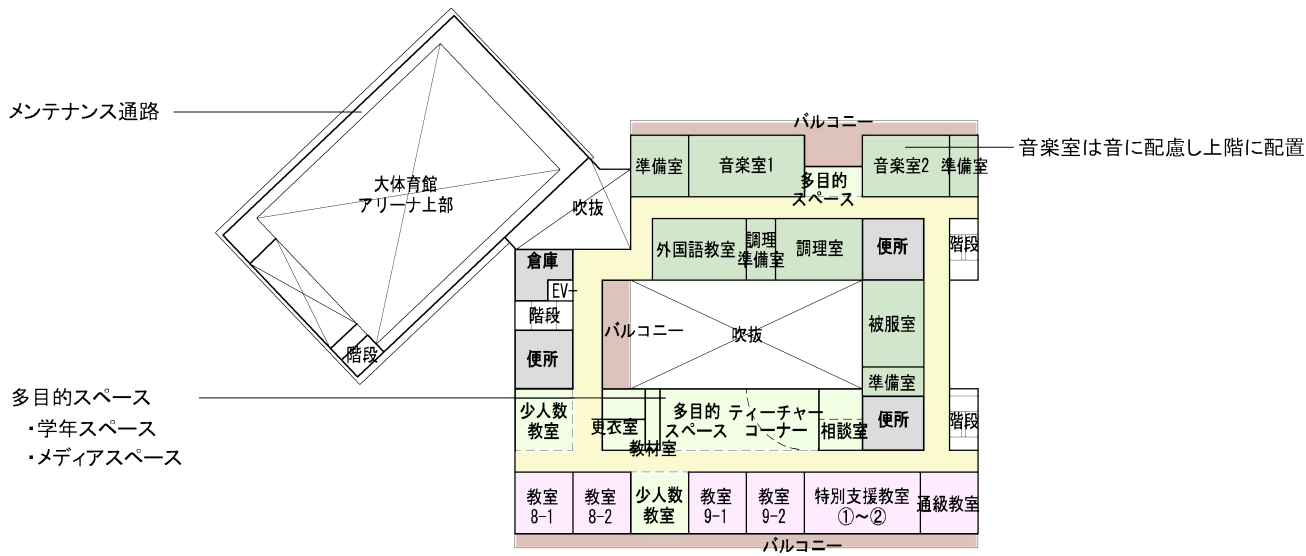 バルコニー
メンテナンス通路
音楽室は音に配慮し上階に配置
準備室
音楽室1
音楽室2
準備室
多目的
スペース
大体育館
アリーナ上部
吹抜
外国語教室
調理
準備室
調理室
便所
階段
倉庫
EV
階段
バルコニー
吹抜
被服室
階段
便所
準備室
多目的スペース
・学年スペース
・メディアスペース
少人数
教室
更衣室
教材室
多目的
スペース
ティーチャー
コーナー
相談室
便所
階段
教室
8-1
教室
8-2
少人数
教室
教室
9-1
教室
9-2
特別支援教室
①～②
通級教室
バルコニー